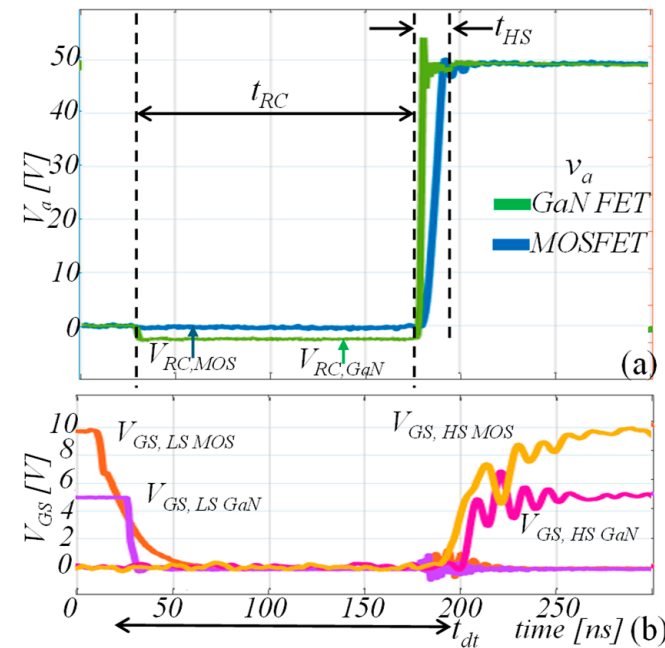 50
40
30
20
10
0
V_a [V]
t_HS
t_RC
v_a
GaN FET
MOSFET
V_RC,MOS
V_RC,GaN
(a)
10
8
6
4
2
0
V_GS [V]
V_GS, LS MOS
V_GS, HS MOS
V_GS, LS GaN
V_GS, HS GaN
0 50 100 150 200 250
t_dt time [ns] (b)